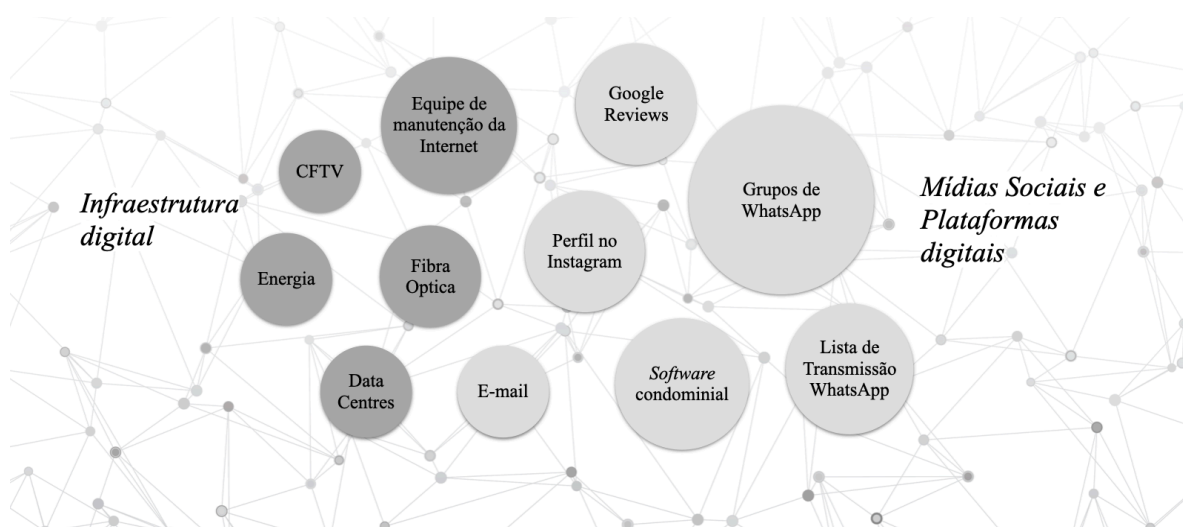 Infraestrutura
digital
Equipe de
manutenção da
Internet
CFTV
Energia
Fibra
Optica
Data
Centres
Google
Reviews
Perfil no
Instagram
E-mail
Grupos de
WhatsApp
Software
condominial
Lista de
Transmissão
WhatsApp
Mídias Sociais e
Plataformas
digitais